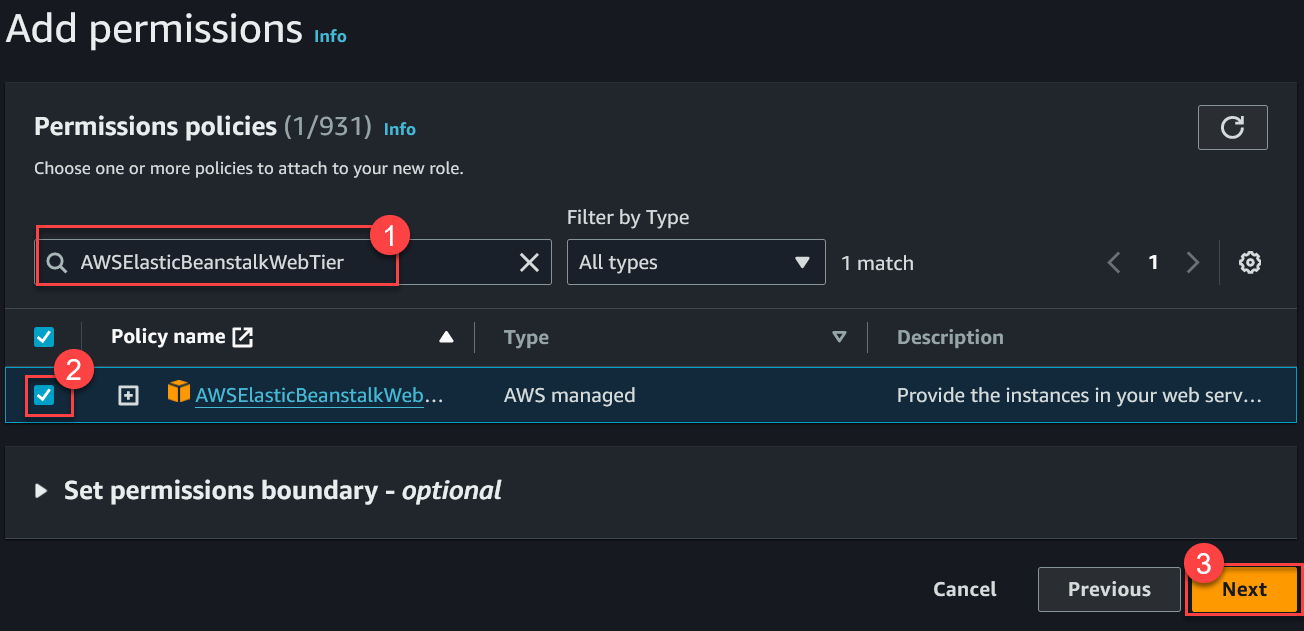 Add permissions Info
Permissions policies (1/931) Info
Choose one or more policies to attach to your new role.
Filter by Type
1
AWSElasticBeanstalkWebTier All types 1 match 1
Policy name Type Description
2
AWSElasticBeanstalkWeb... AWS managed Provide the instances in your web serv...
Set permissions boundary - optional
3
Cancel Previous Next